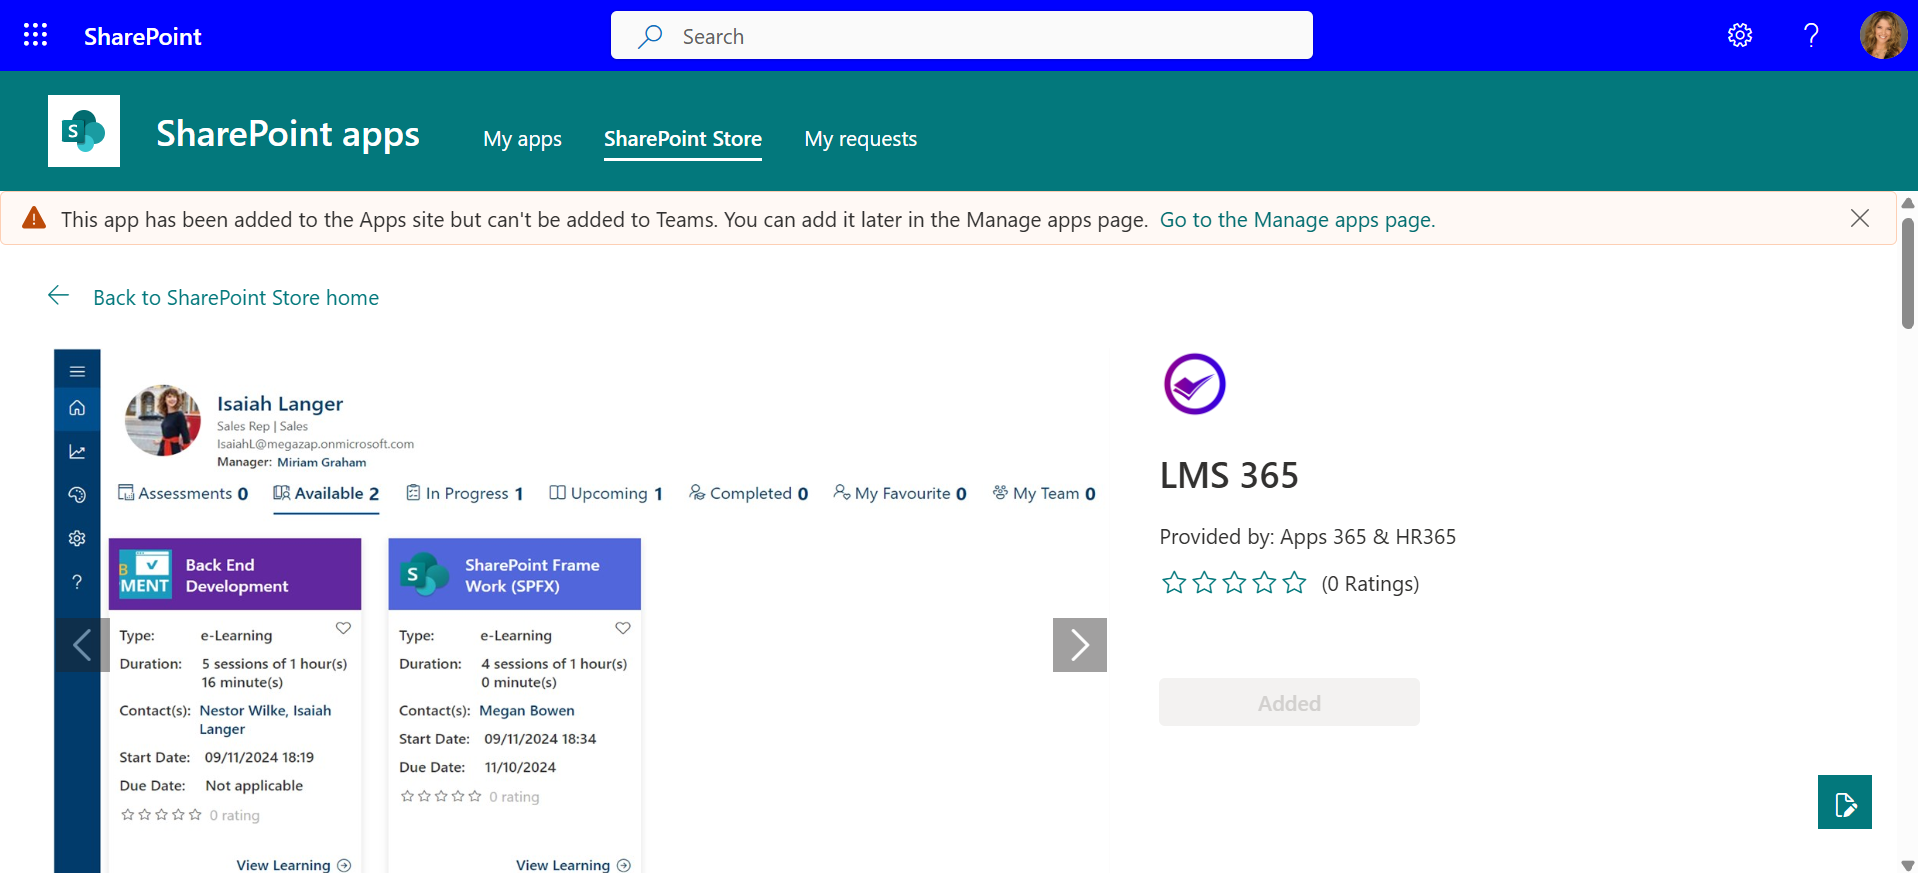 SharePoint
Search
SharePoint apps
My apps
SharePoint Store
My requests
This app has been added to the Apps site but can't be added to Teams. You can add it later in the Manage apps page. Go to the Manage apps page.
Back to SharePoint Store home
Isaiah Langer
Sales Rep | Sales
IsaiahL@megazap.onmicrosoft.com
Manager: Miriam Graham
Assessments 0
Available 2
In Progress 1
Upcoming 1
Completed 0
My Favourite 0
My Team 0
B
MENT
Back End
Development
Type: e-Learning
Duration: 5 sessions of 1 hour(s)
16 minute(s)
Contact(s): Nestor Wilke, Isaiah
Langer
Start Date: 09/11/2024 18:19
Due Date: Not applicable
0 rating
View Learning
S
SharePoint Frame
Work (SPFX)
Type: e-Learning
Duration: 4 sessions of 1 hour(s)
0 minute(s)
Contact(s): Megan Bowen
Start Date: 09/11/2024 18:34
Due Date: 11/10/2024
0 rating
View Learning
LMS 365
Provided by: Apps 365 & HR365
(0 Ratings)
Added